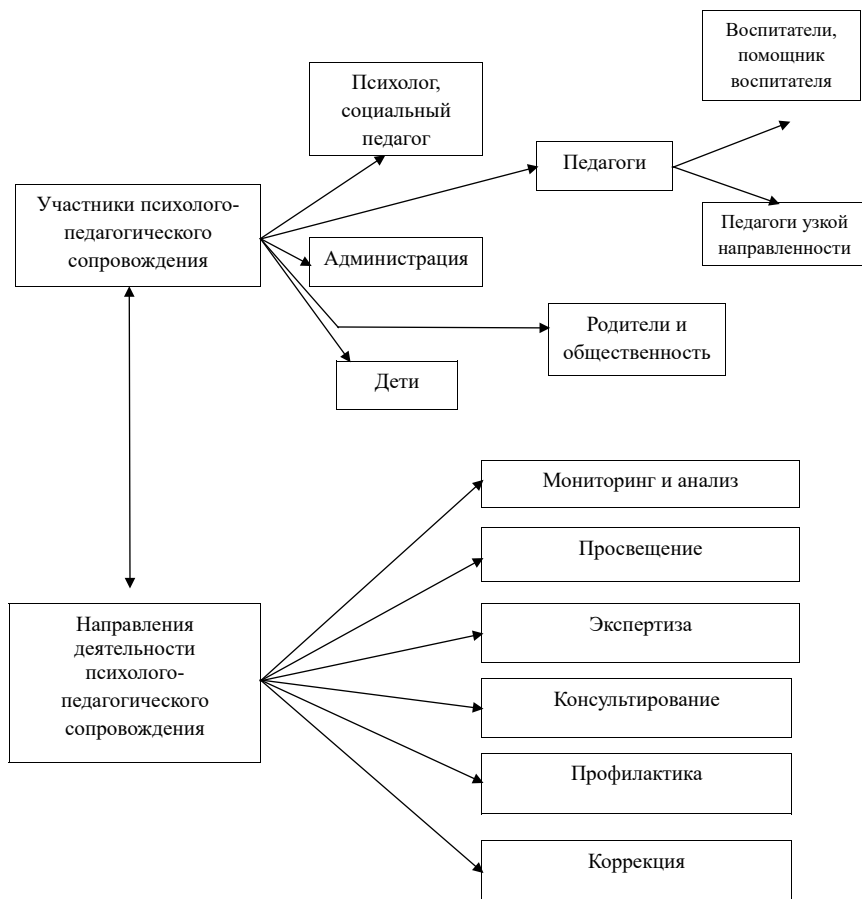 Воспитатели,
помощник
воспитателя
Психолог,
социальный
педагог
Педагоги
Участники психолого-
педагогического
сопровождения
Педагоги узкой
направленности
Администрация
Родители и
общественность
Дети
Мониторинг и анализ
Просвещение
Направления
деятельности
психолого-
педагогического
сопровождения
Экспертиза
Консультирование
Профилактика
Коррекция